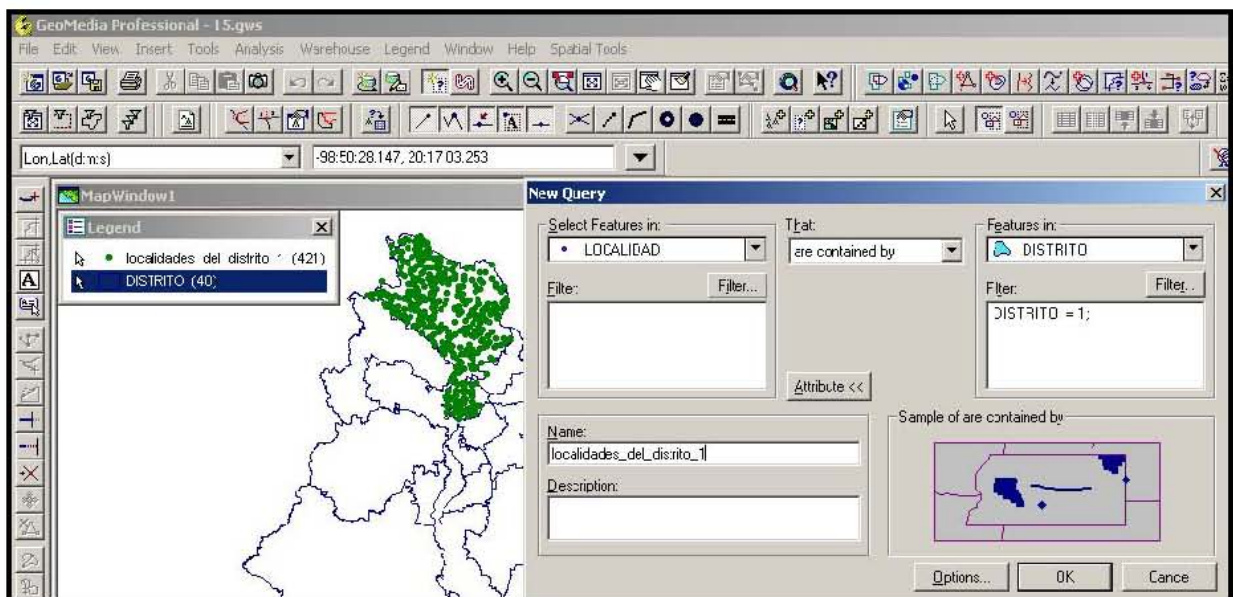 GeoMedia Professional - 15.gws
File Edit View Insert Tools Analysis Warehouse Legend Window Help Spatial Tools
Lon,Lat(d:m:s)
-98:50:28.147, 20:17:03.253
MapWindow1
Legend
localidades del distrito 1 (421)
DISTRITO (40)
A
New Query
Select Features in:
LOCALIDAD
Filter:
Filter...
That:
are contained by
Attribute <<
Features in:
DISTRITO
Filter:
Filter...
DISTRITO = 1;
Name:
localidades_del_distrito_1
Description:
Sample of are contained by
Options...
OK
Cance